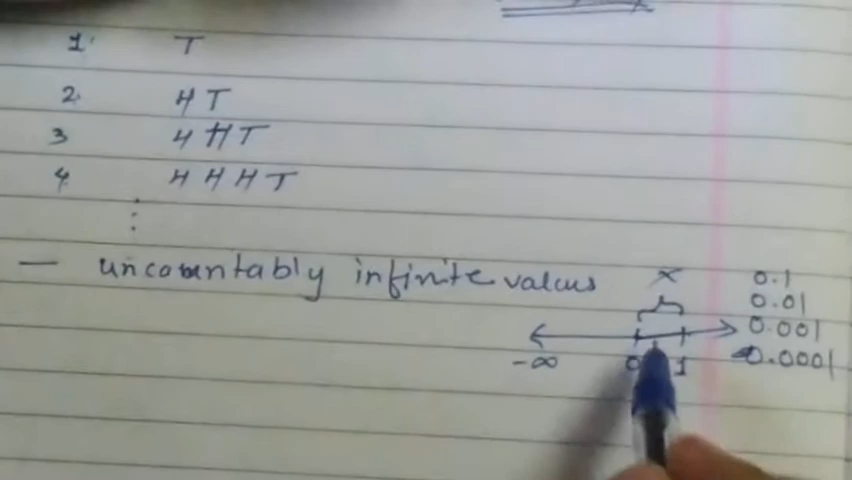 1. T
2. H T
3 H H T
4 H H H T
⋮
— uncountably infinite values X
0.1
0.01
0.001
0.0001
-∞ 0 1